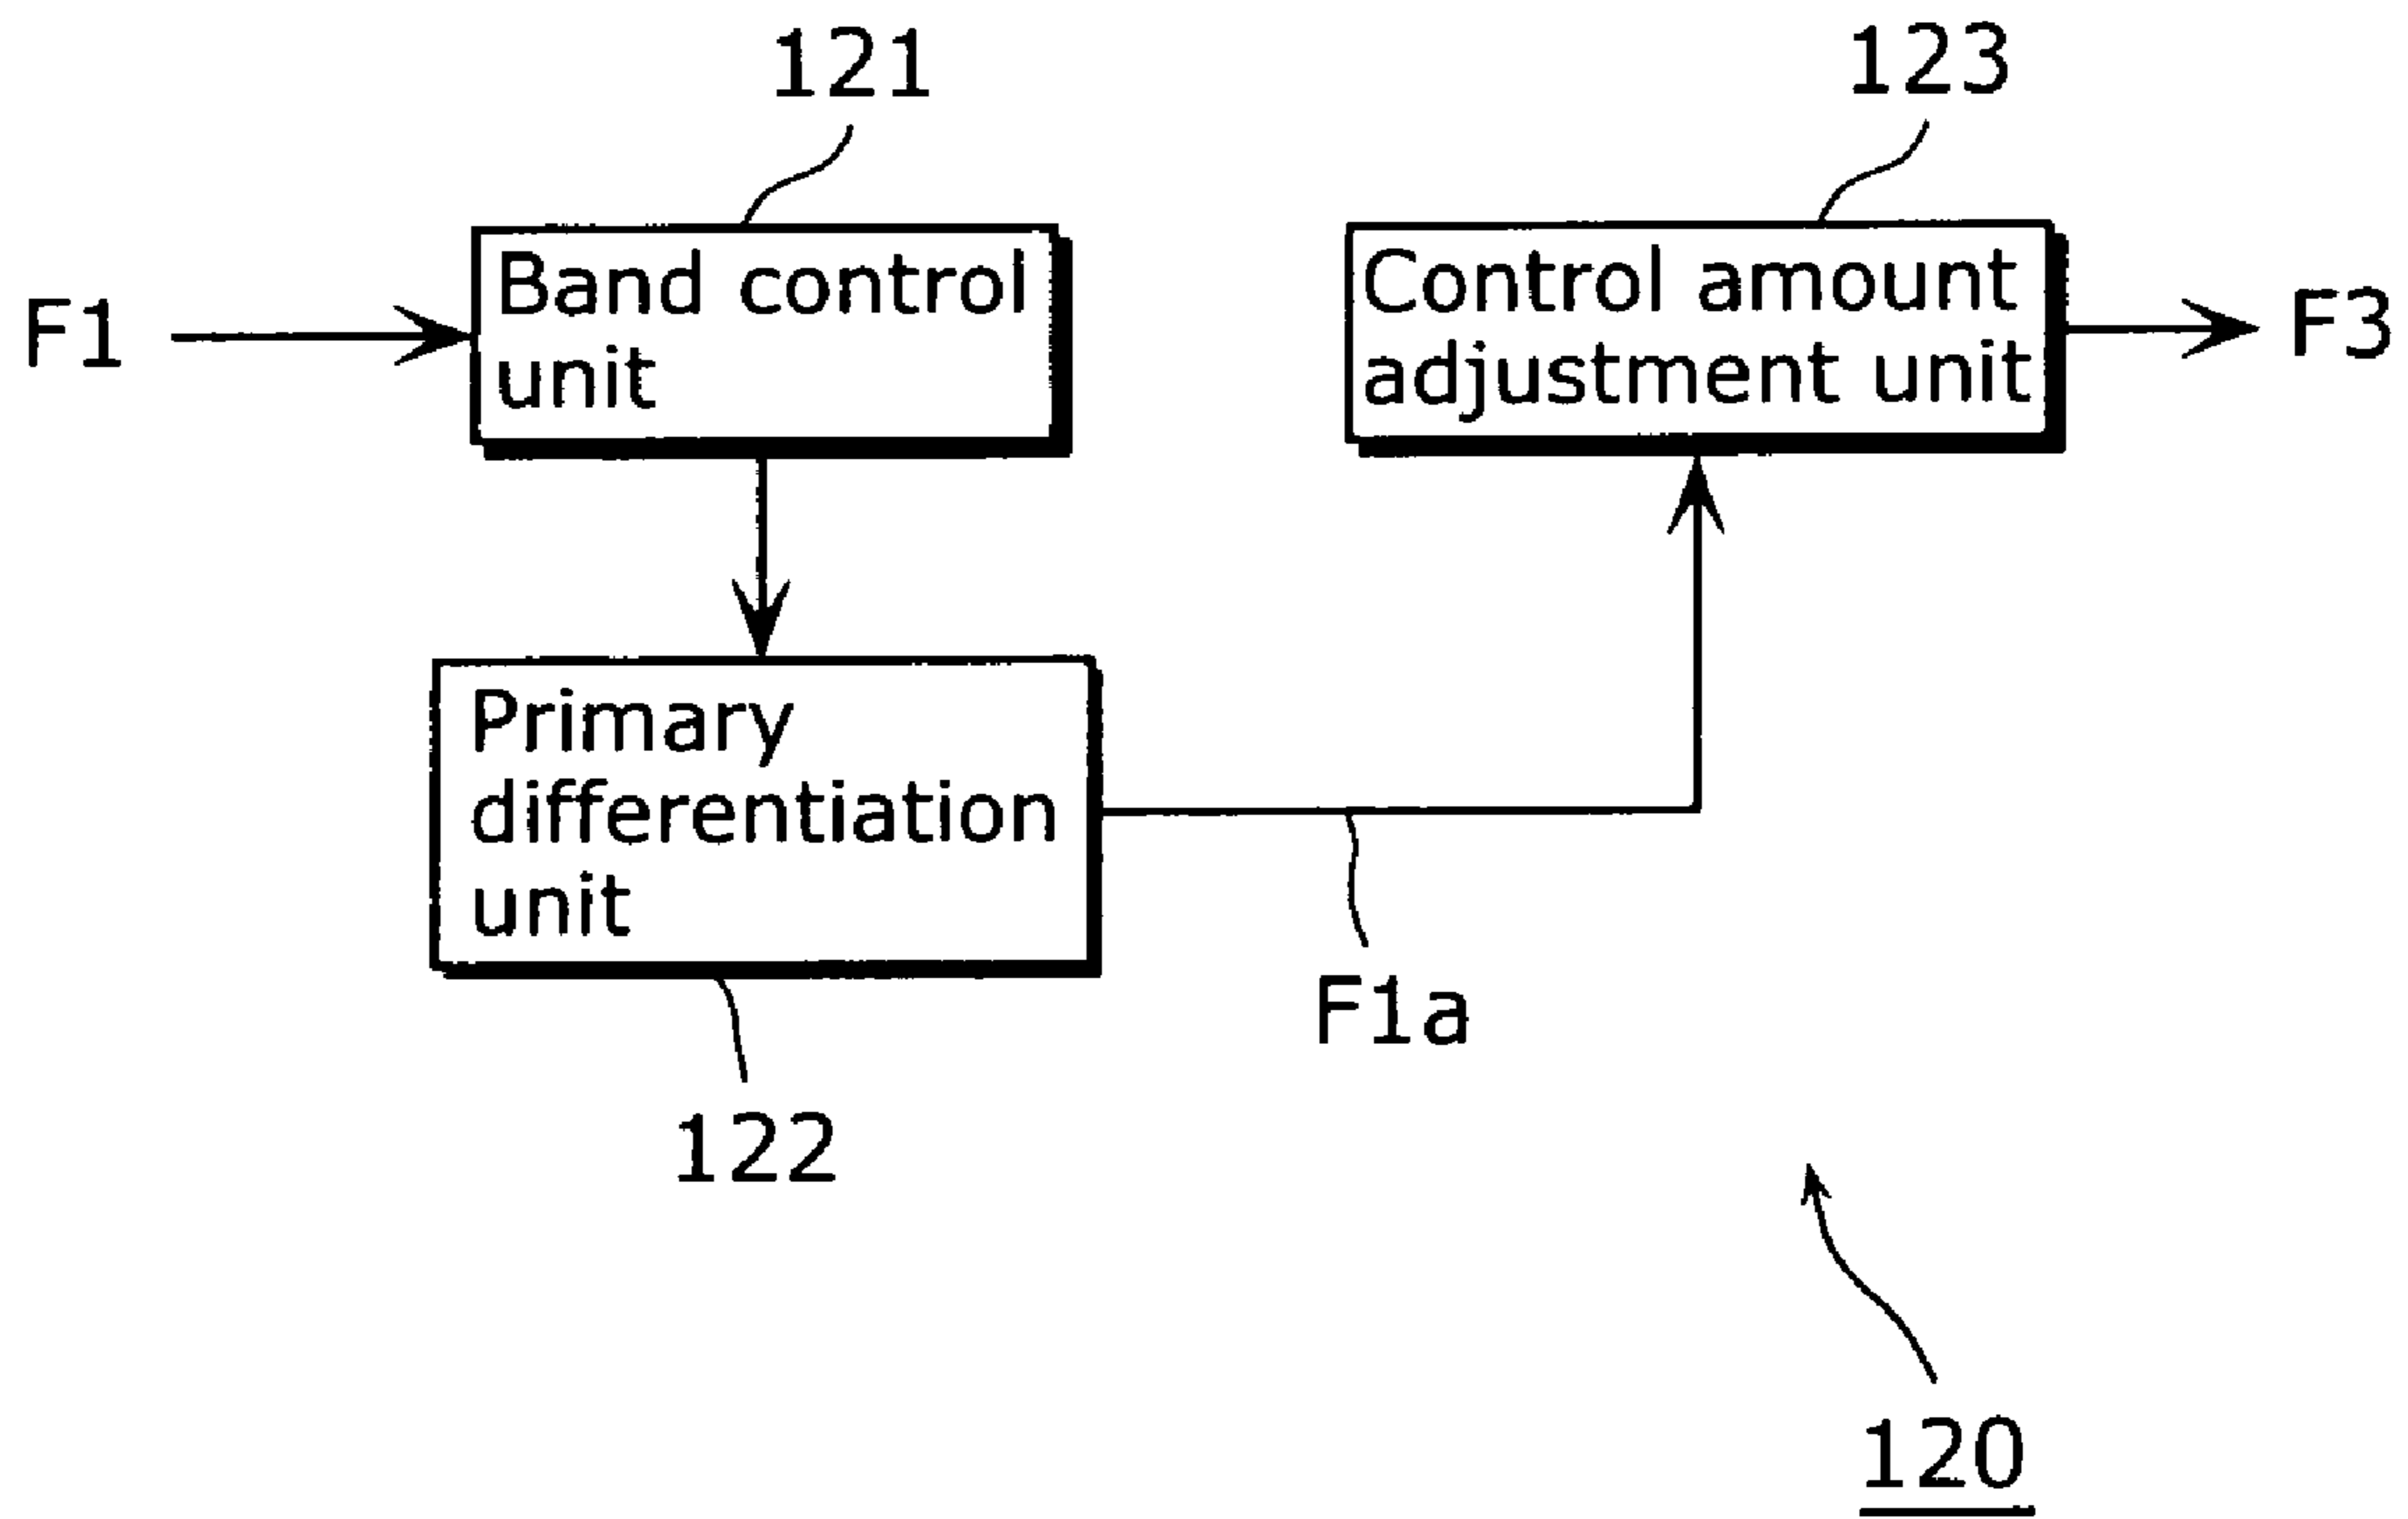 121
123
F1
Band control
unit
Control amount
adjustment unit
F3
Primary
differentiation
unit
F1a
122
120